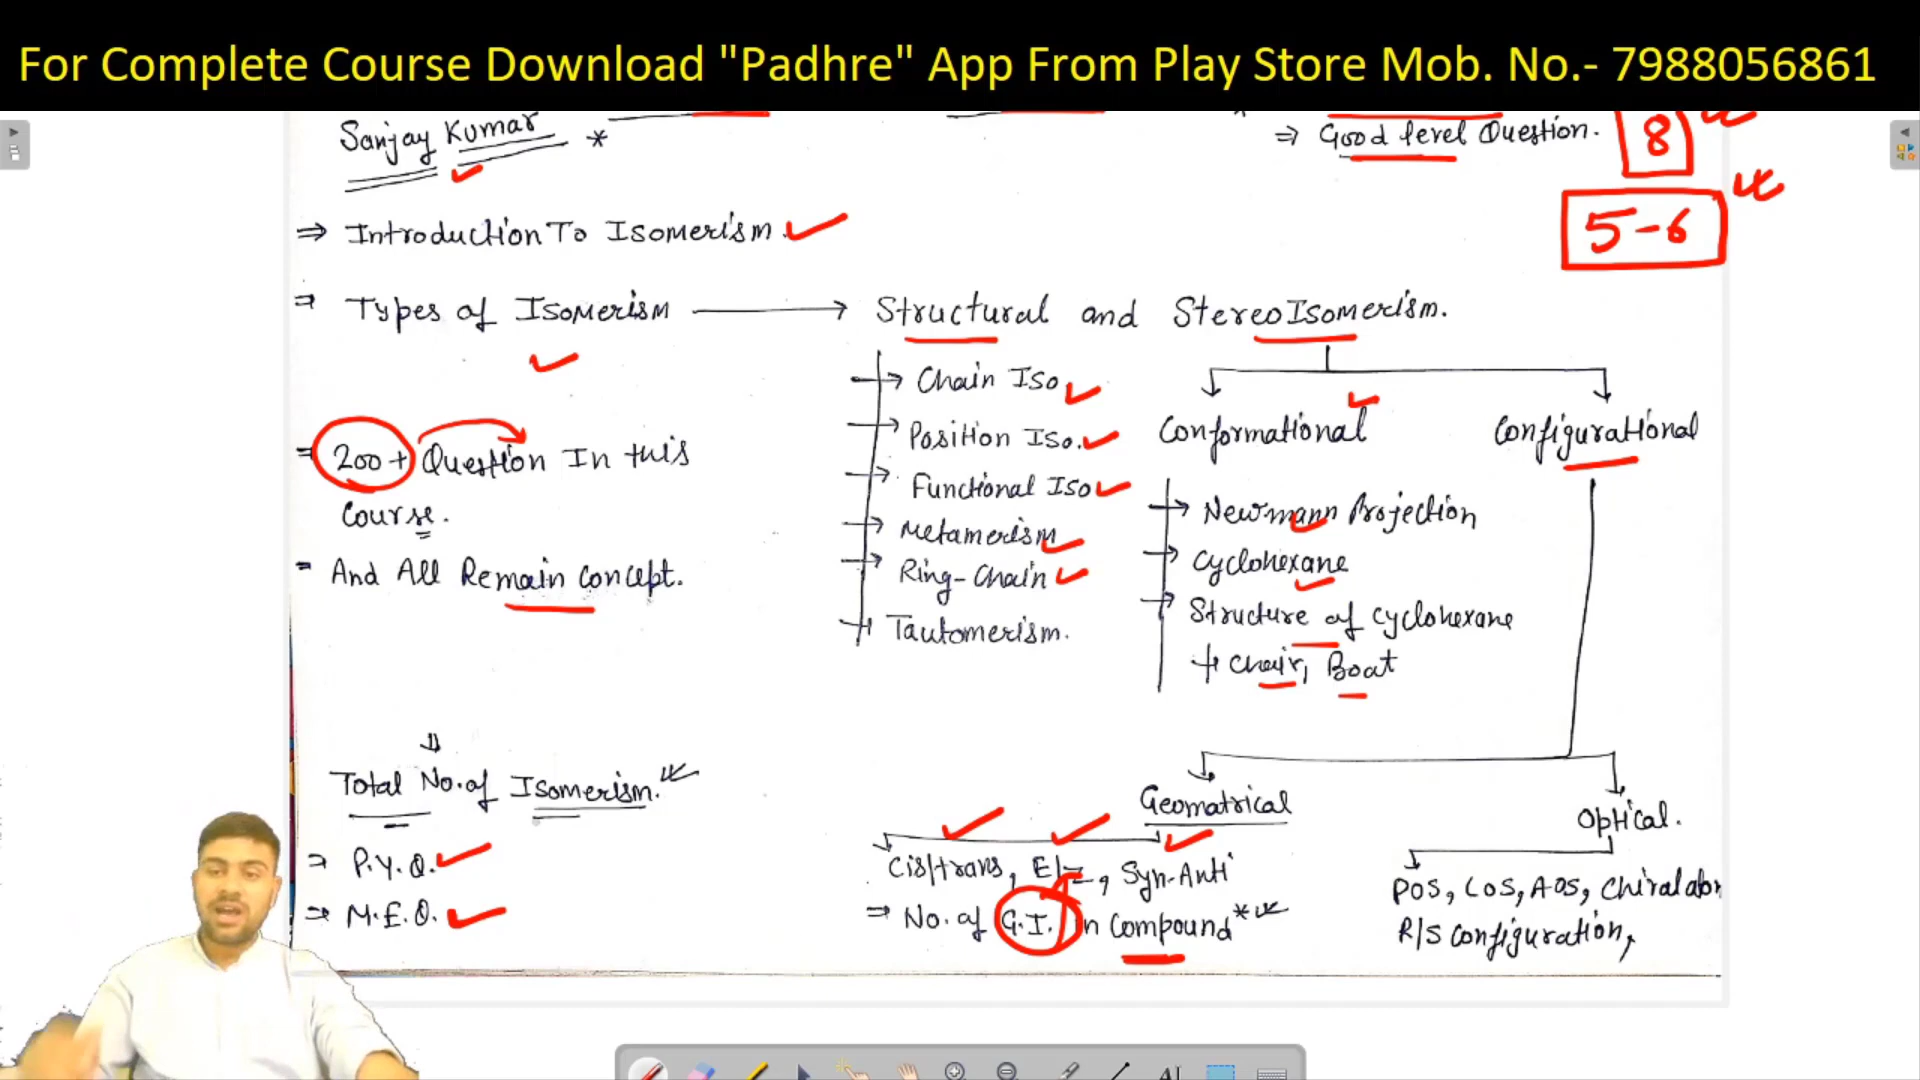 For Complete Course Download "Padhre" App From Play Store Mob. No.- 7988056861
Sanjay Kumar *
⇒ Good level Question.
8
5-6
⇒ Introduction To Isomerism.
⇒ Types of Isomerism → Structural and StereoIsomerism.
→ Chain Iso
→ Position Iso.
→ Functional Iso
→ Metamerism
→ Ring-Chain
→ Tautomerism.
Conformational
→ Newmann Projection
→ Cyclohexane
→ Structure of Cyclohexane
→ Chair, Boat
Configurational
= 200+ Question In this
Course.
= And All Remain Concept.
Total No. of Isomerism.
⇒ P.Y.Q.
⇒ M.E.Q.
Geomatrical
Cis/trans, E/Z, Syn-Anti
⇒ No. of G.I. in Compound *
Optical.
POS, COS, AOS,
R/S Configuration,